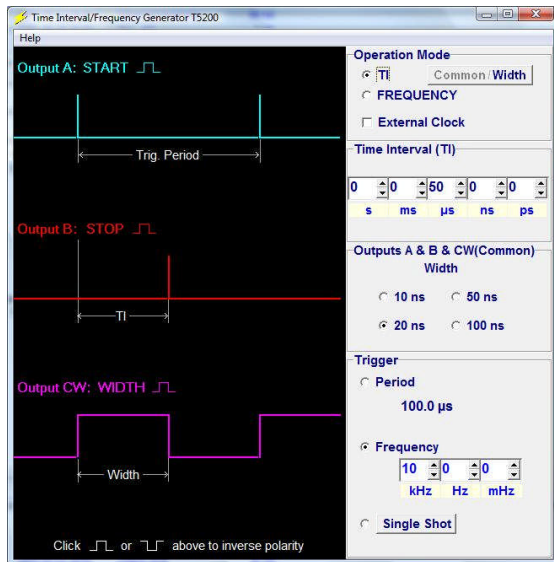 Time Interval/Frequency Generator T5200
Help
Output A: START
Trig. Period
Output B: STOP
TI
Output CW: WIDTH
Width
Click or above to inverse polarity
Operation Mode
TI Common/Width
FREQUENCY
External Clock
Time Interval (TI)
0 0 50 0 0
s ms µs ns ps
Outputs A & B & CW(Common)
Width
10 ns 50 ns
20 ns 100 ns
Trigger
Period
100.0 µs
Frequency
10 0 0
kHz Hz mHz
Single Shot